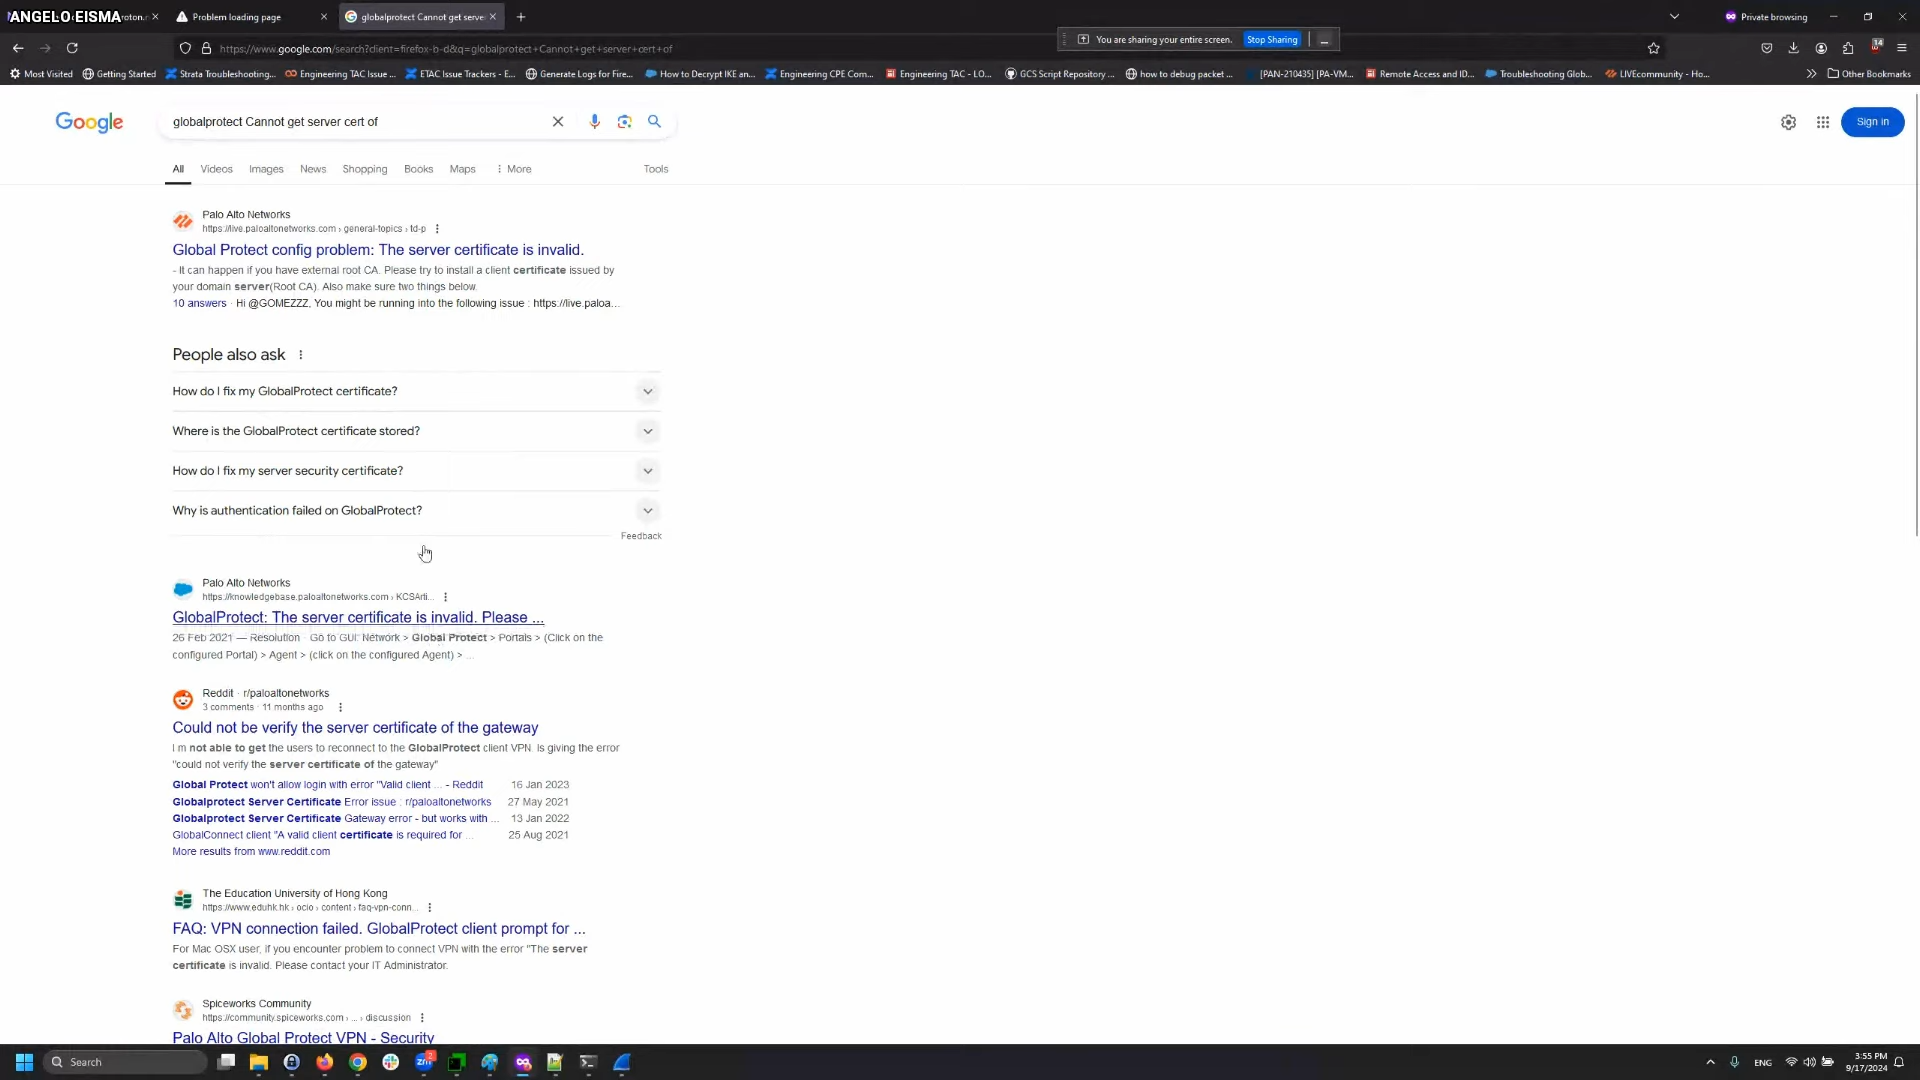 ANGELO EISMA
roton.
Problem loading page
globalprotect Cannot get serve
Private browsing
https://www.google.com/search?client=firefox-b-d&q=globalprotect+Cannot+get+server+cert+of
You are sharing your entire screen.
Stop Sharing
14
Most Visited
Getting Started
Strata Troubleshooting...
Engineering TAC Issue ...
ETAC Issue Trackers - E...
Generate Logs for Fire...
How to Decrypt IKE an...
Engineering CPE Com...
Engineering TAC - LO...
GCS Script Repository ...
how to debug packet ...
[PAN-210435] [PA-VM...
Remote Access and ID...
Troubleshooting Glob...
LIVEcommunity - Ho...
Other Bookmarks
Google
globalprotect Cannot get server cert of
Sign in
All
Videos
Images
News
Shopping
Books
Maps
More
Tools
Palo Alto Networks
https://live.paloaltonetworks.com › general-topics › td-p
Global Protect config problem: The server certificate is invalid.
- It can happen if you have external root CA. Please try to install a client certificate issued by
your domain server(Root CA). Also make sure two things below.
10 answers · Hi @GOMEZZZ, You might be running into the following issue : https://live.paloa...
People also ask
How do I fix my GlobalProtect certificate?
Where is the GlobalProtect certificate stored?
How do I fix my server security certificate?
Why is authentication failed on GlobalProtect?
Feedback
Palo Alto Networks
https://knowledgebase.paloaltonetworks.com › KCSArti...
GlobalProtect: The server certificate is invalid. Please ...
26 Feb 2021 — Resolution · Go to GUI: Network > Global Protect > Portals > (Click on the
configured Portal) > Agent > (click on the configured Agent) > ...
Reddit · r/paloaltonetworks
3 comments · 11 months ago
Could not be verify the server certificate of the gateway
I m not able to get the users to reconnect to the GlobalProtect client VPN. Is giving the error
"could not verify the server certificate of the gateway"
Global Protect won't allow login with error "Valid client ... - Reddit
16 Jan 2023
Globalprotect Server Certificate Error issue : r/paloaltonetworks
27 May 2021
Globalprotect Server Certificate Gateway error - but works with ...
13 Jan 2022
GlobalConnect client "A valid client certificate is required for ...
25 Aug 2021
More results from www.reddit.com
The Education University of Hong Kong
https://www.eduhk.hk › ocio › content › faq-vpn-conn...
FAQ: VPN connection failed. GlobalProtect client prompt for ...
For Mac OSX user, if you encounter problem to connect VPN with the error "The server
certificate is invalid. Please contact your IT Administrator.
Spiceworks Community
https://community.spiceworks.com › ... › discussion
Palo Alto Global Protect VPN - Security
Search
ENG
3:55 PM
9/17/2024